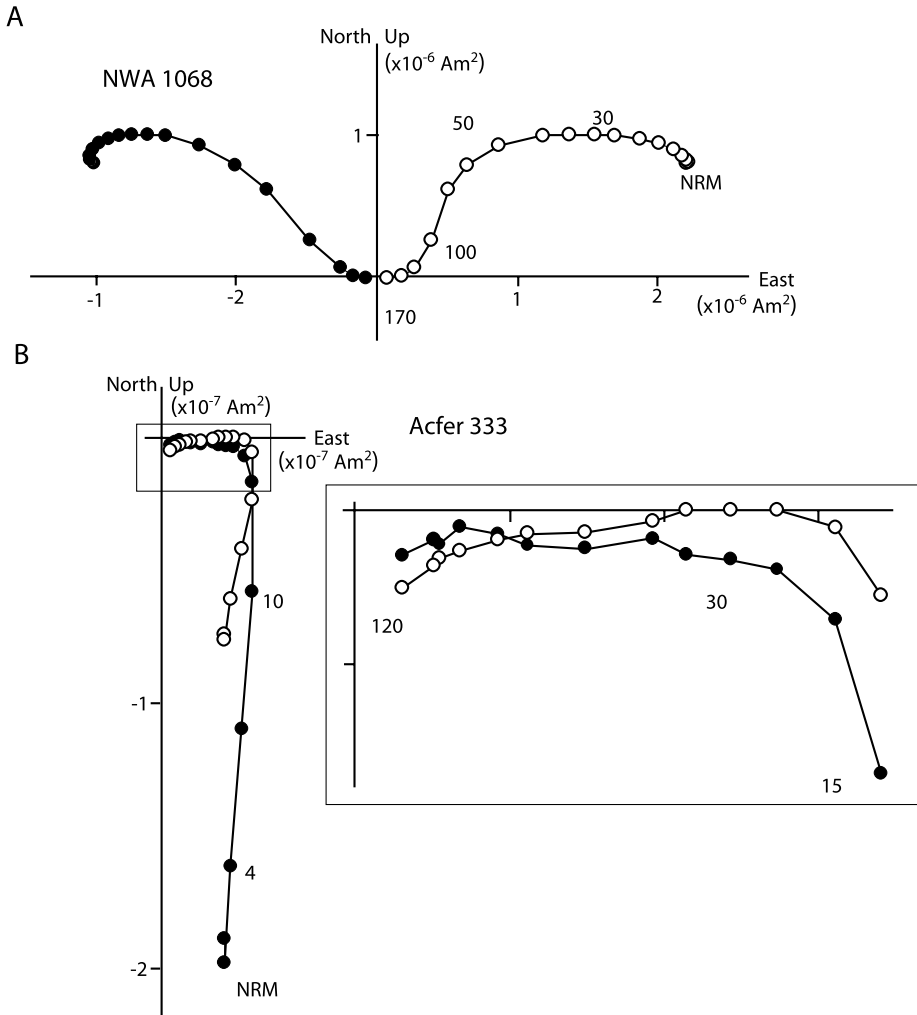 A
North Up
(x10⁻⁶ Am²)
NWA 1068
50
30
1
NRM
100
-1
-2
1
2
East
(x10⁻⁶ Am²)
170
B
North Up
(x10⁻⁷ Am²)
Acfer 333
East
(x10⁻⁷ Am²)
10
120
30
-1
15
4
-2
NRM